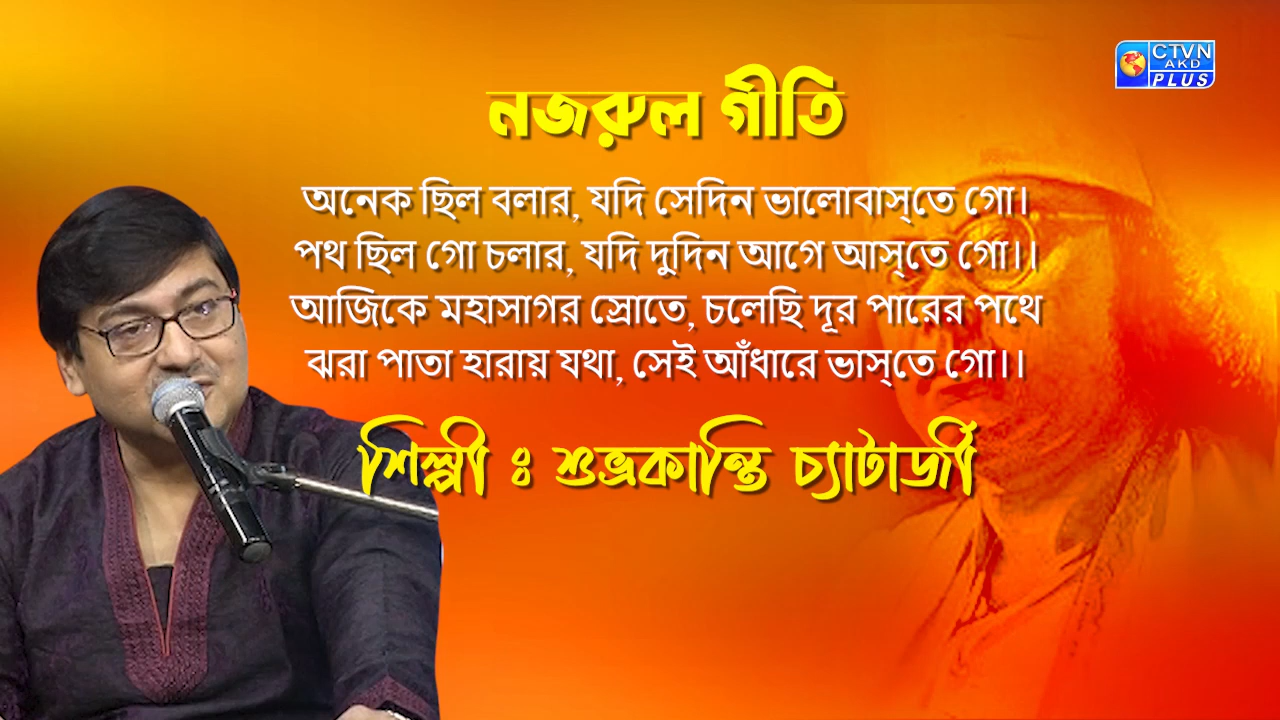 CTVN
AKD
PLUS
নজরুল গীতি
অনেক ছিল বলার, যদি সেদিন ভালোবাস্‌তে গো।
পথ ছিল গো চলার, যদি দুদিন আগে আস্‌তে গো।।
আজিকে মহাসাগর স্রোতে, চলেছি দূর পারের পথে
ঝরা পাতা হারায় যথা, সেই আঁধারে ভাস্‌তে গো।।
শিল্পী ঃ শুভ্রকান্তি চ্যাটার্জী